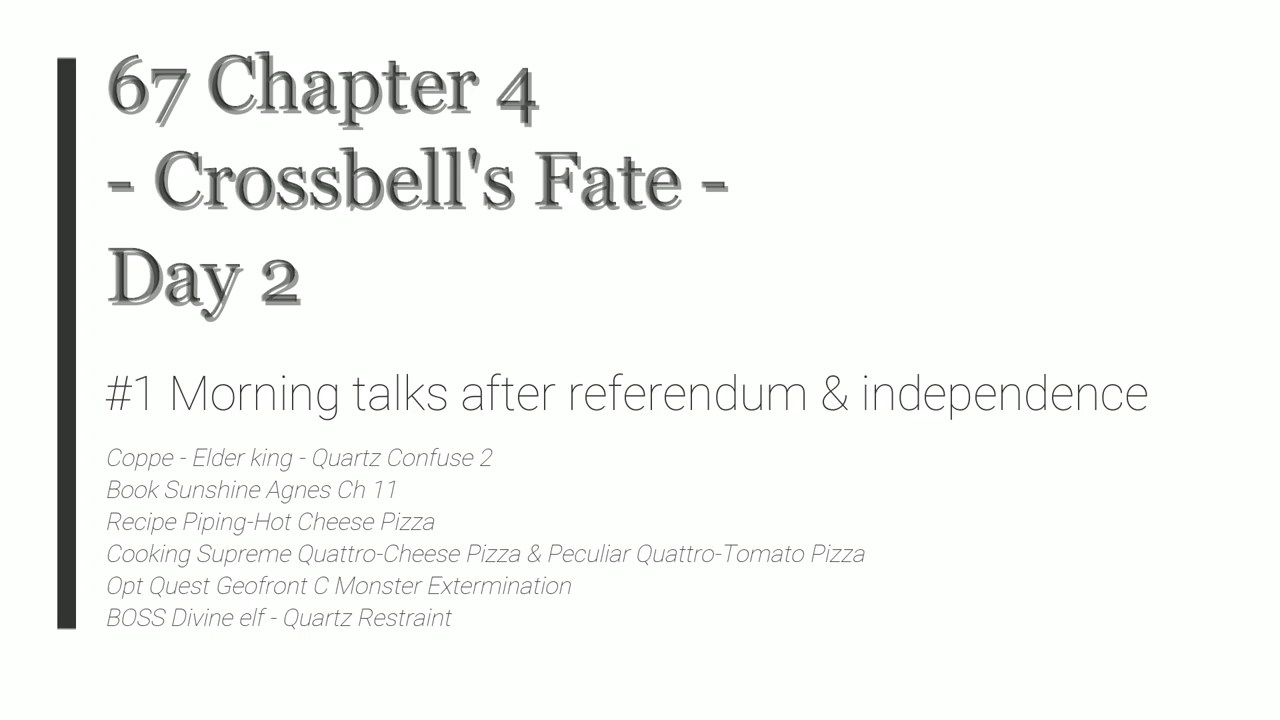 67 Chapter 4
- Crossbell's Fate -
Day 2
#1 Morning talks after referendum & independence
Coppe - Elder king - Quartz Confuse 2
Book Sunshine Agnes Ch 11
Recipe Piping-Hot Cheese Pizza
Cooking Supreme Quattro-Cheese Pizza & Peculiar Quattro-Tomato Pizza
Opt Quest Geofront C Monster Extermination
BOSS Divine elf - Quartz Restraint